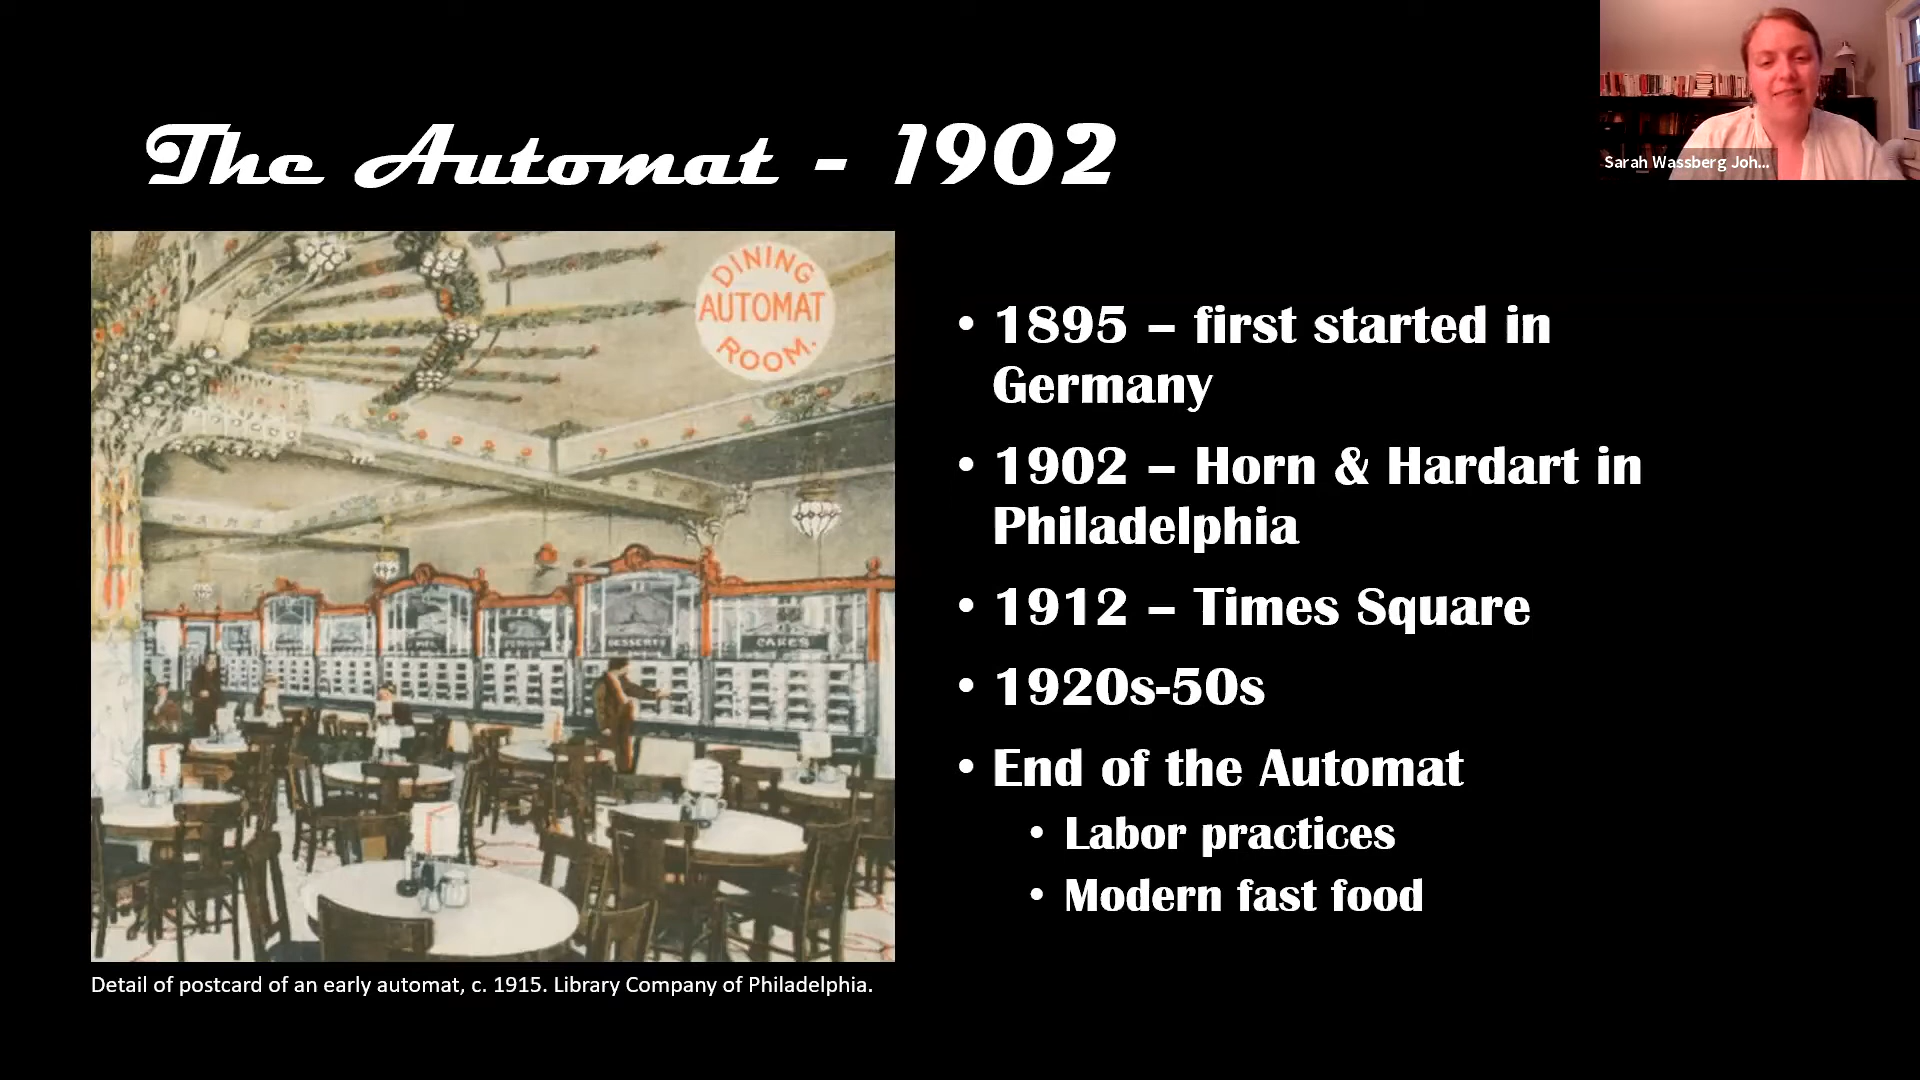 The Automat - 1902
Sarah Wassberg Joh...
DINING
AUTOMAT
ROOM.
DESSERTS
CAKES
• 1895 – first started in
Germany
• 1902 – Horn & Hardart in
Philadelphia
• 1912 – Times Square
• 1920s-50s
• End of the Automat
• Labor practices
• Modern fast food
Detail of postcard of an early automat, c. 1915. Library Company of Philadelphia.